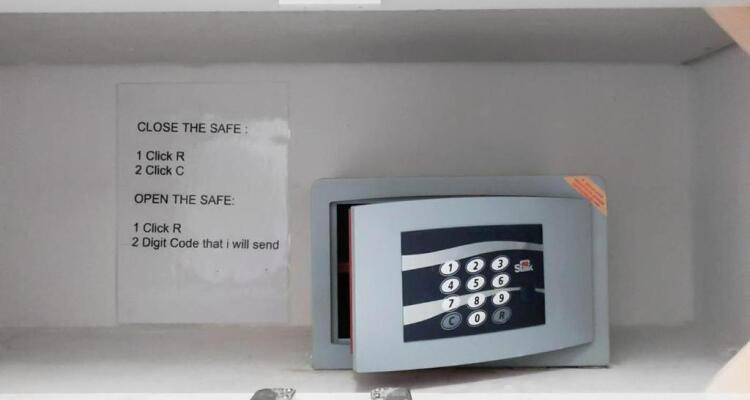 CLOSE THE SAFE :
1 Click R
2 Click C
OPEN THE SAFE:
1 Click R
2 Digit Code that i will send
1 2 3
4 5 6
7 8 9
C 0 R
Stark